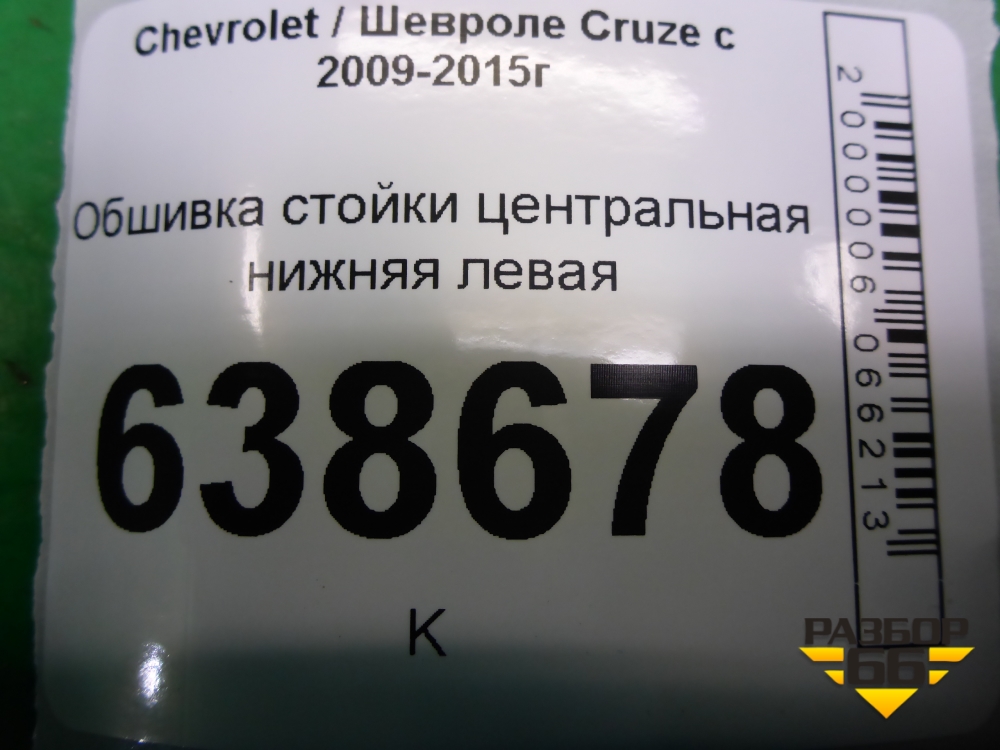 Chevrolet / Шевроле Cruze с
2009-2015г
Обшивка стойки центральная
нижняя левая
638678
К
2000006066213
РАЗБОР
66